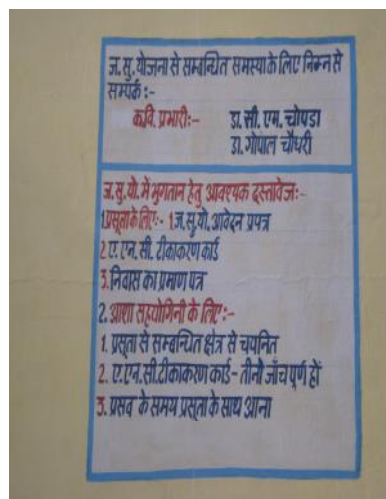 ज. सु. योजना से सम्बन्धित समस्या के लिए निम्न से
सम्पर्क :-
कवि. प्रभारी:- डा. सी. एम. चोपडा
डा. गोपाल चौधरी
ज. सु. यो. में भुगतान हेतु आवश्यक दस्तावेज:-
1. प्रसूता के लिए:- 1. ज. सु. यो. आवेदन प्रपत्र
2. ए. एन. सी. टीकाकरण कार्ड
3. निवास का प्रमाण पत्र
2. आशा सहयोगिनी के लिए:-
1. प्रसूता से सम्बन्धित क्षेत्र से चयनित
2. ए. एन. सी. टीकाकरण कार्ड - तीनो जाँच पूर्ण हों
3. प्रसव के समय प्रसूता के साथ आना